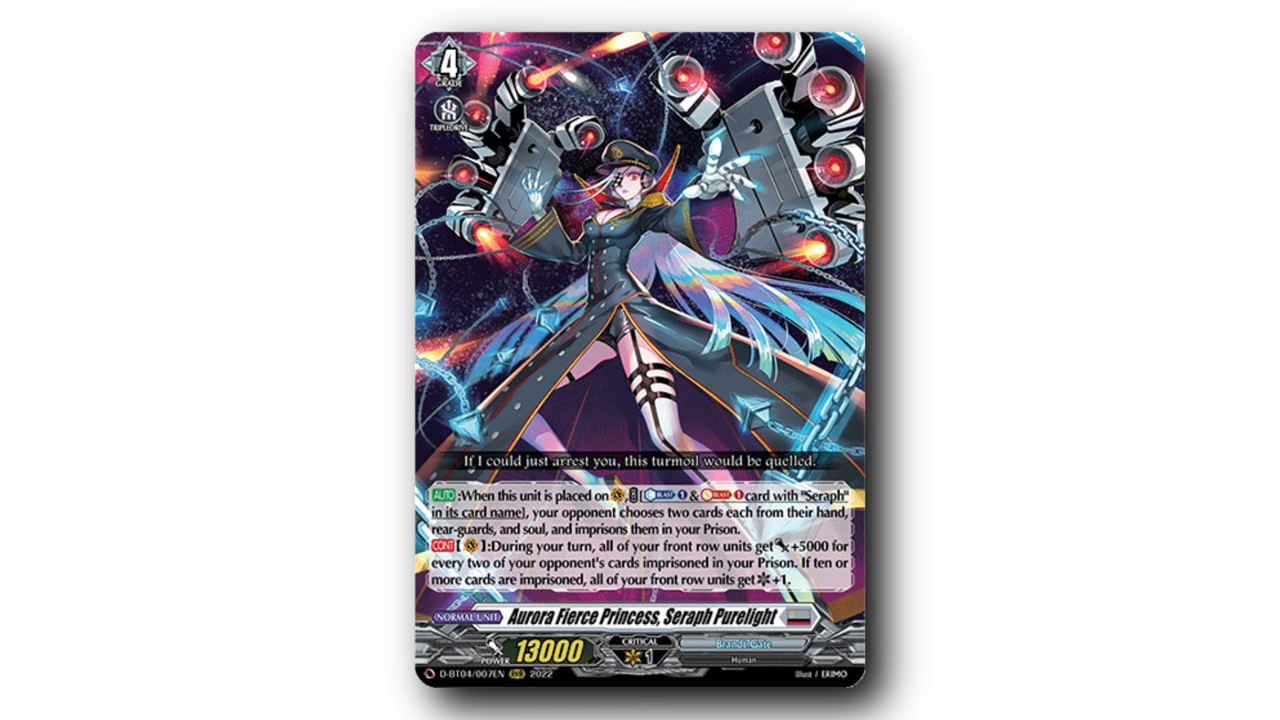 4
GRADE
TRIPLEDRIVE
If I could just arrest you, this turmoil would be quelled.
AUTO:When this unit is placed on , [BLAST 1 & BLAST 1 card with "Seraph"
in its card name], your opponent chooses two cards each from their hand,
rear-guards, and soul, and imprisons them in your Prison.
CONT[ ]:During your turn, all of your front row units get +5000 for
every two of your opponent's cards imprisoned in your Prison. If ten or
more cards are imprisoned, all of your front row units get +1.
NORMAL UNIT Aurora Fierce Princess, Seraph Purelight
POWER 13000 CRITICAL 1 Brandt Gate
Human
D-BT04/007EN RRR 2022 Illust / ERIMO